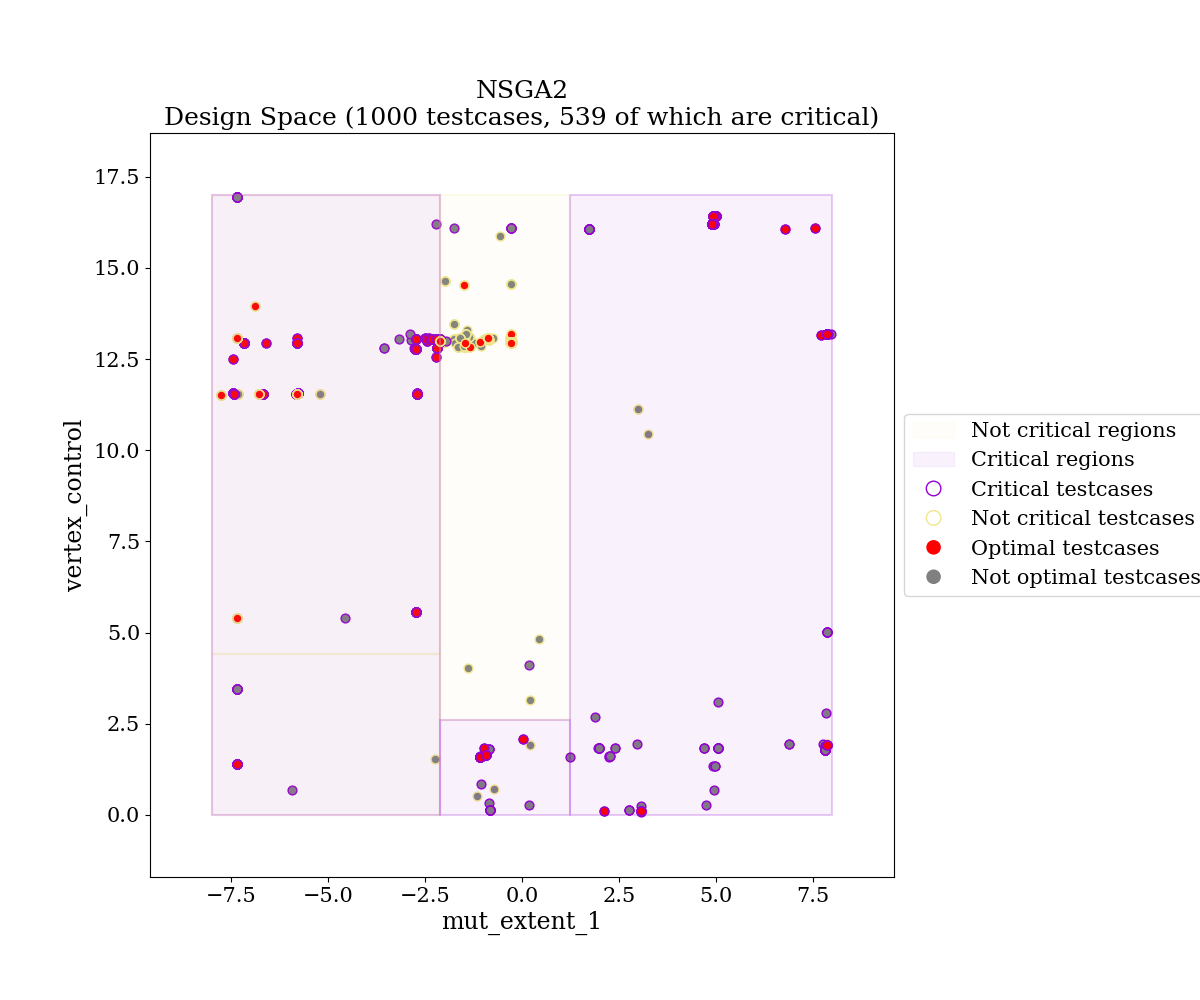 NSGA2
Design Space (1000 testcases, 539 of which are critical)
17.5
15.0
12.5
10.0
7.5
5.0
2.5
0.0
vertex_control
−7.5
−5.0
−2.5
0.0
2.5
5.0
7.5
mut_extent_1
Not critical regions
Critical regions
Critical testcases
Not critical testcases
Optimal testcases
Not optimal testcases